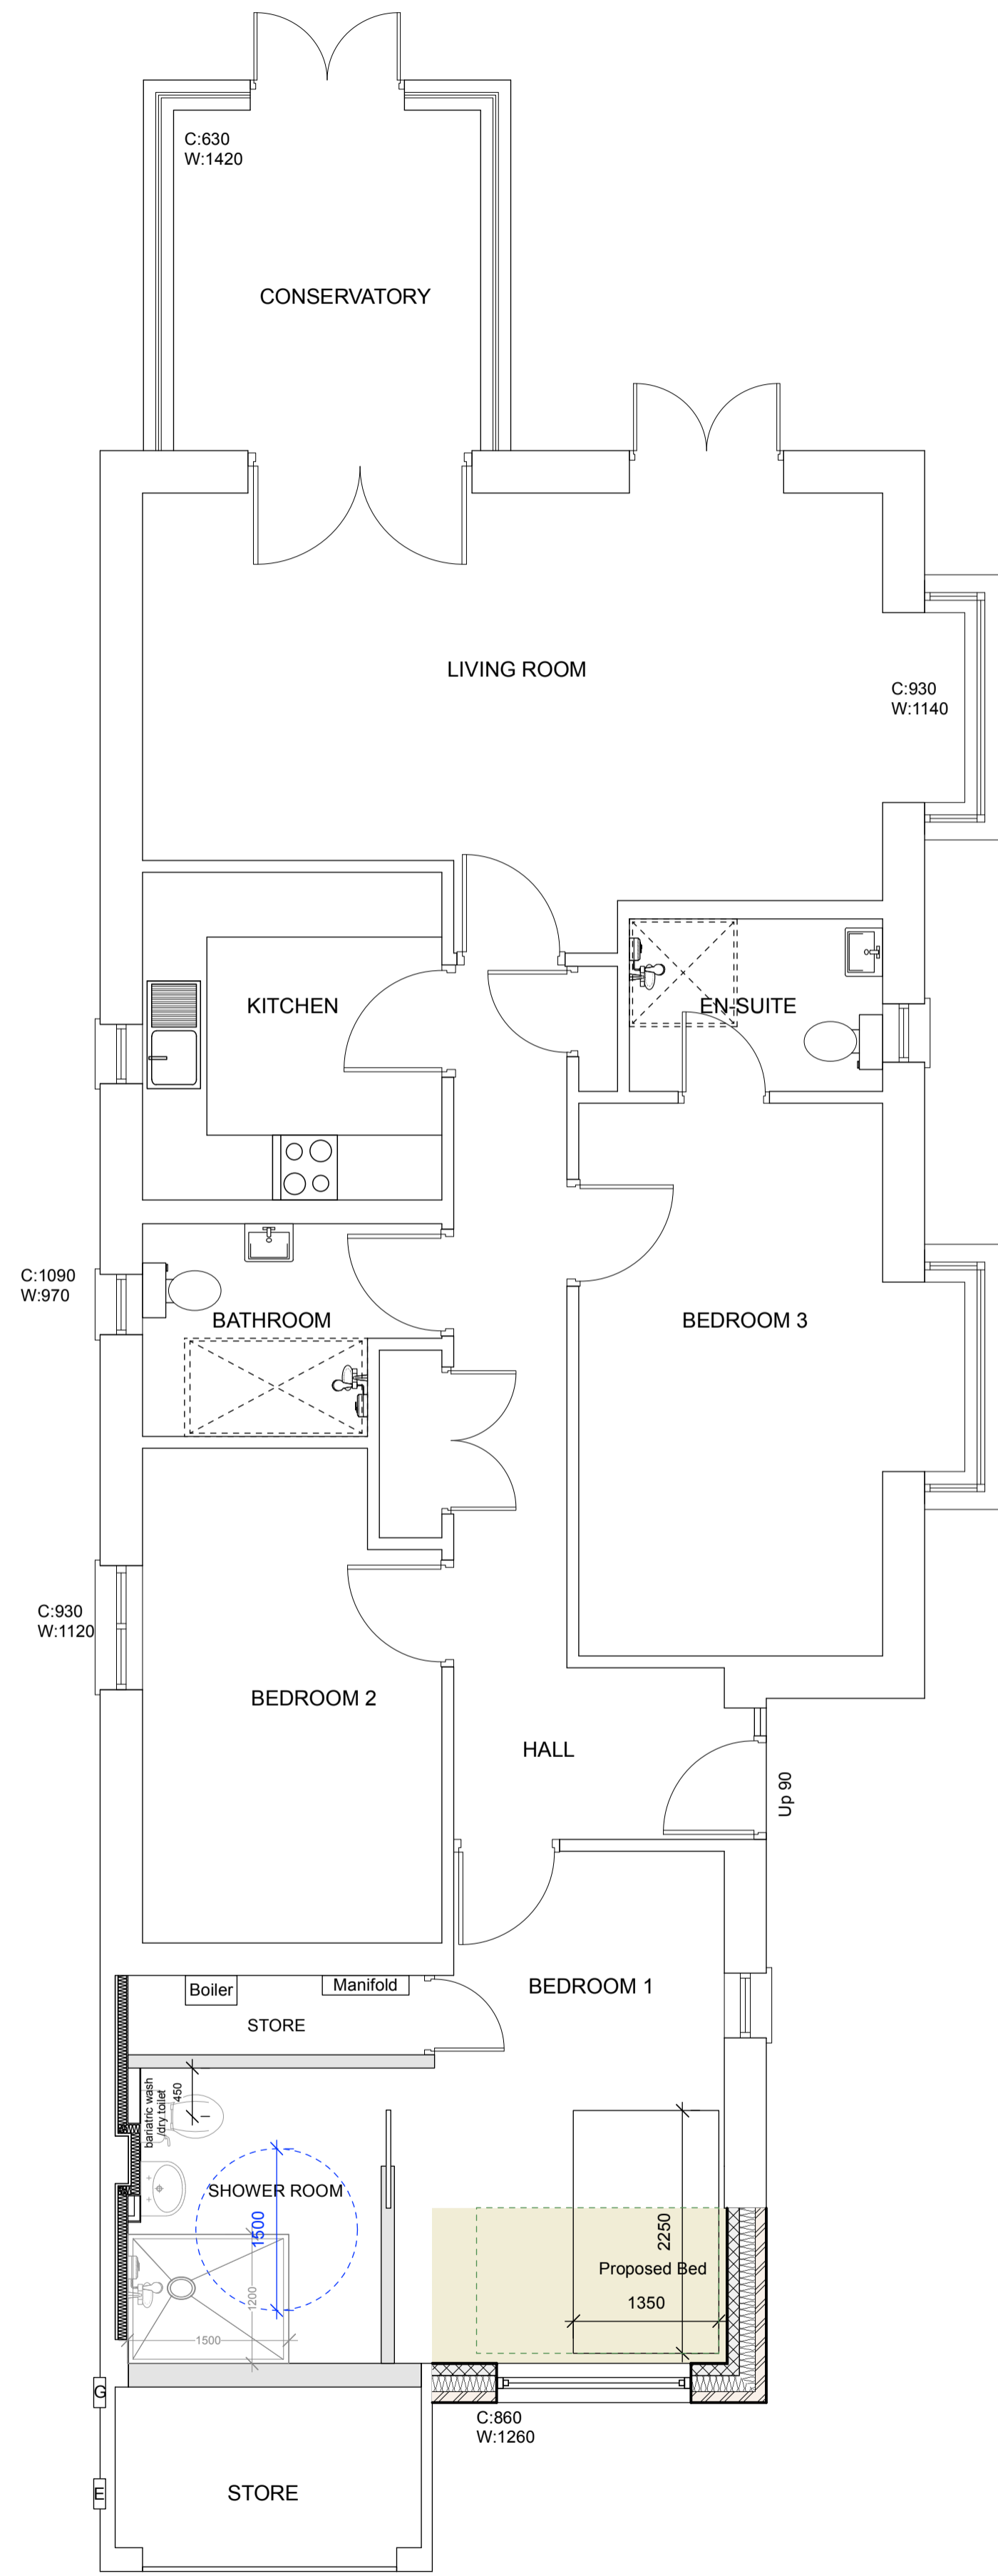 C:630
W:1420
CONSERVATORY
LIVING ROOM
C:930
W:1140
KITCHEN
EN-SUITE
C:1090
W:970
BATHROOM
BEDROOM 3
C:930
W:1120
BEDROOM 2
HALL
Up 90
Boiler
Manifold
BEDROOM 1
STORE
bariatric wash
/dry toilet
450
SHOWER ROOM
1500
1200
1500
2250
Proposed Bed
1350
G
C:860
W:1260
E
STORE